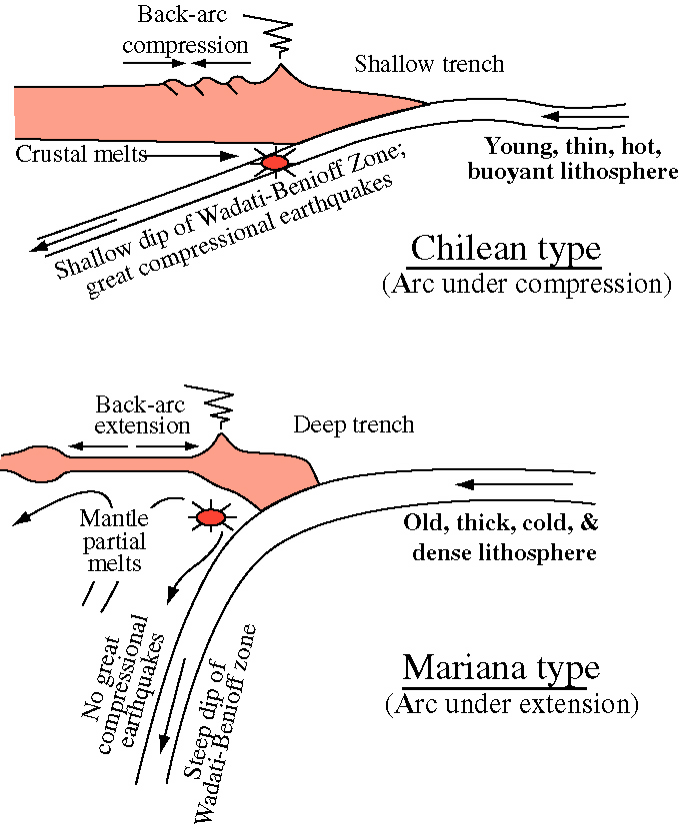 Back-arc
compression
Shallow trench
Crustal melts
Young, thin, hot,
buoyant lithosphere
Shallow dip of Wadati-Benioff Zone;
great compressional earthquakes
Chilean type
(Arc under compression)
Back-arc
extension
Deep trench
Mantle
partial
melts
Old, thick, cold, &
dense lithosphere
No great
compressional
earthquakes
Steep dip of
Wadati-Benioff zone
Mariana type
(Arc under extension)